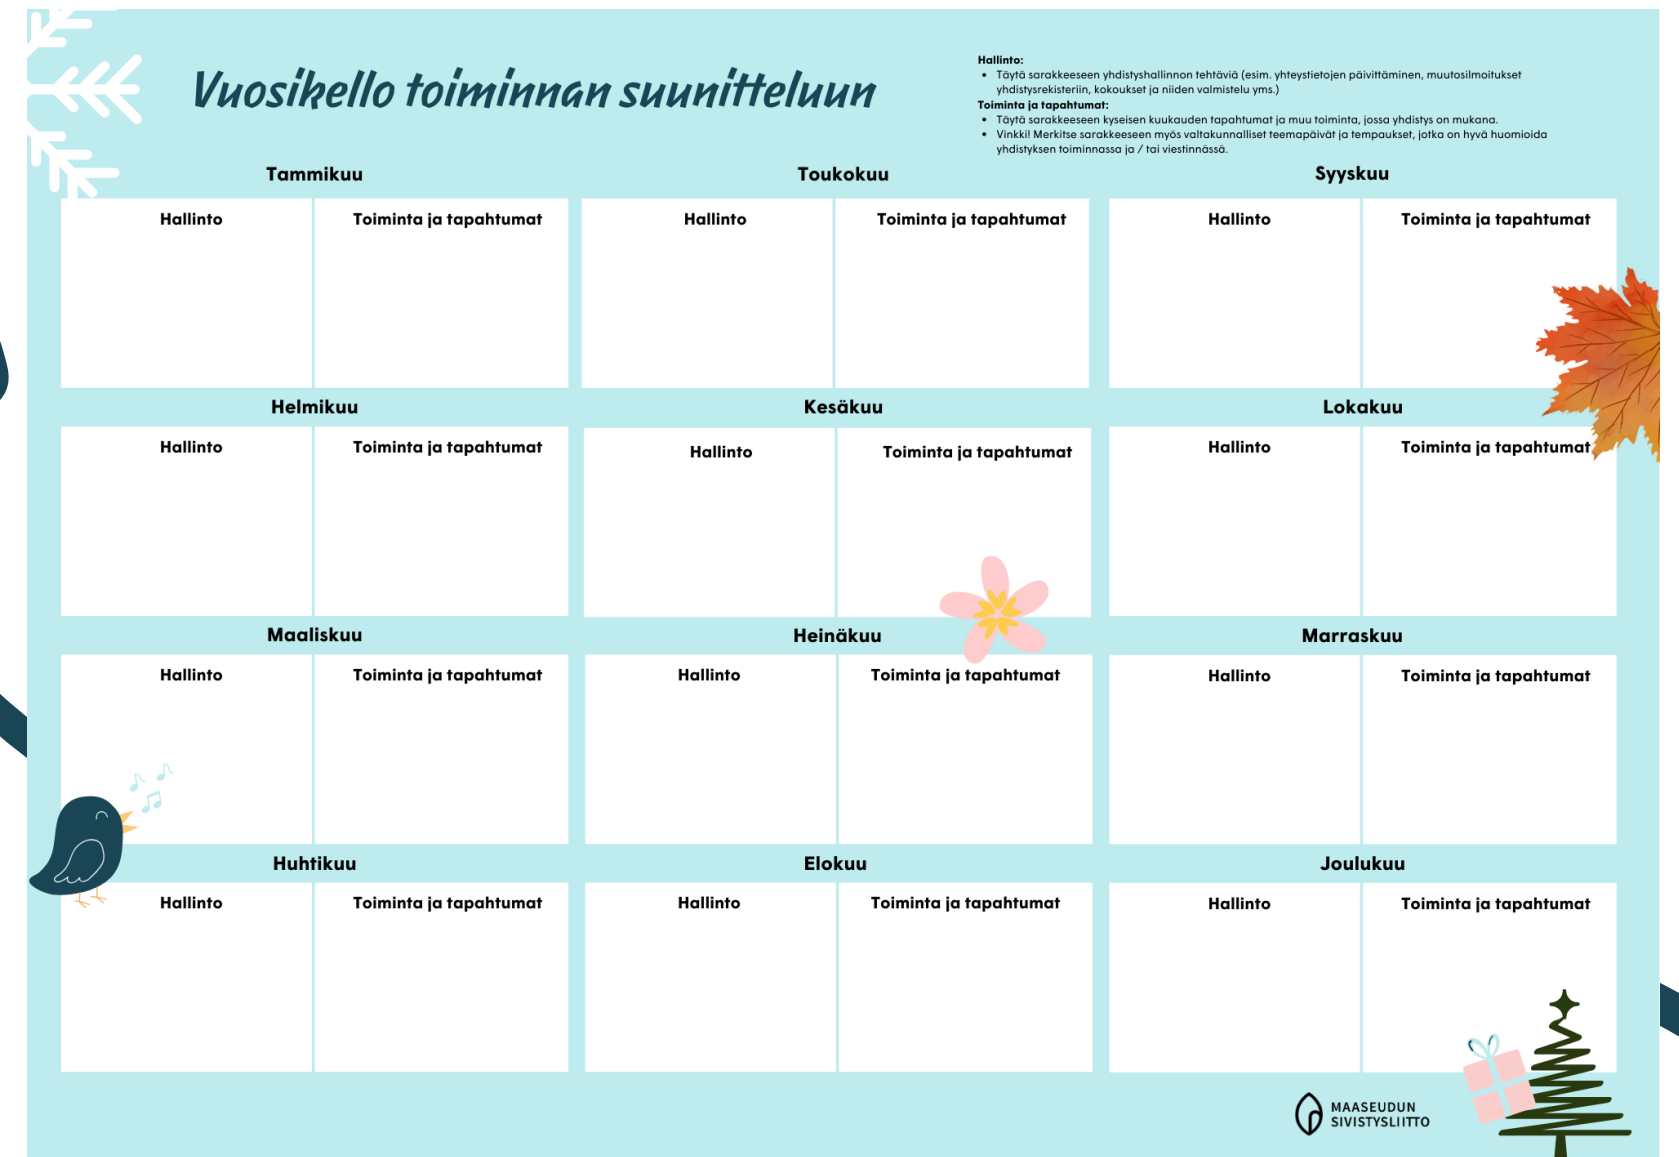 Vuosikello toiminnan suunnitteluun
Hallinto:
• Täytä sarakkeeseen yhdistyshallinnon tehtäviä (esim. yhteystietojen päivittäminen, muutosilmoitukset
yhdistysrekisteriin, kokoukset ja niiden valmistelu yms.)
Toiminta ja tapahtumat:
• Täytä sarakkeeseen kyseisen kuukauden tapahtumat ja muu toiminta, jossa yhdistys on mukana.
• Vinkki! Merkitse sarakkeeseen myös valtakunnalliset teemapäivät ja tempaukset, jotka on hyvä huomioida
yhdistyksen toiminnassa ja / tai viestinnässä.
Tammikuu
Hallinto
Toiminta ja tapahtumat
Helmikuu
Hallinto
Toiminta ja tapahtumat
Maaliskuu
Hallinto
Toiminta ja tapahtumat
Huhtikuu
Hallinto
Toiminta ja tapahtumat
Toukokuu
Hallinto
Toiminta ja tapahtumat
Kesäkuu
Hallinto
Toiminta ja tapahtumat
Heinäkuu
Hallinto
Toiminta ja tapahtumat
Elokuu
Hallinto
Toiminta ja tapahtumat
Syyskuu
Hallinto
Toiminta ja tapahtumat
Lokakuu
Hallinto
Toiminta ja tapahtumat
Marraskuu
Hallinto
Toiminta ja tapahtumat
Joulukuu
Hallinto
Toiminta ja tapahtumat
MAASEUDUN
SIVISTYSLIITTO